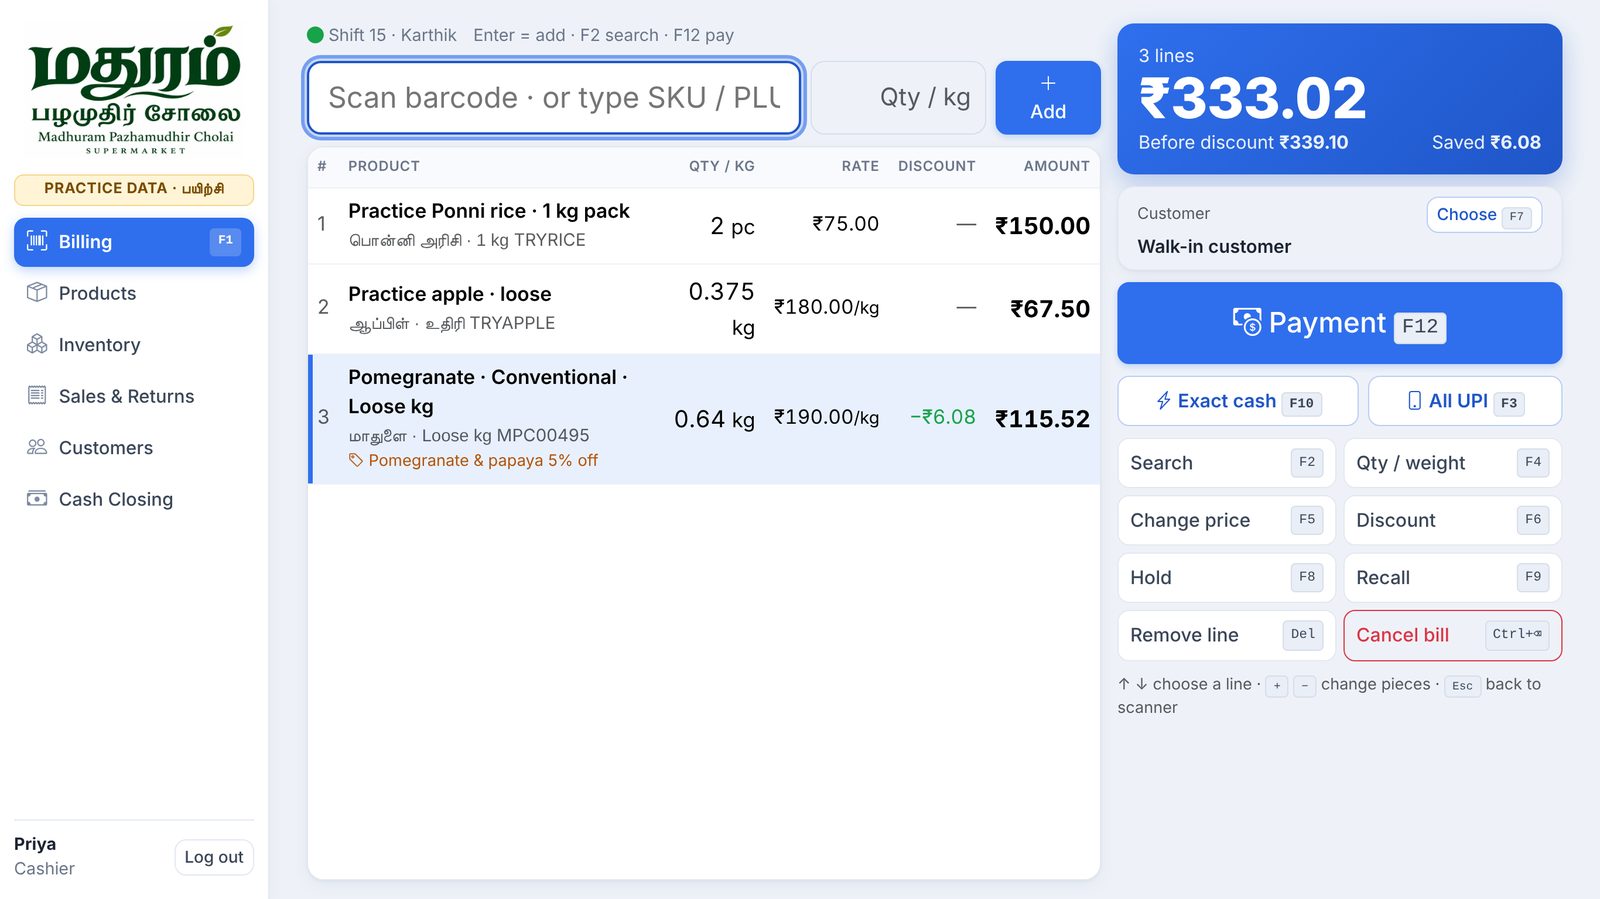 மதுரம்
பழமுதிர் சோலை
Madhuram Pazhamudhir Cholai
SUPERMARKET
PRACTICE DATA · பயிற்சி
Billing F1
Products
Inventory
Sales & Returns
Customers
Cash Closing
Priya
Cashier
Log out
Shift 15 · Karthik Enter = add · F2 search · F12 pay
Scan barcode · or type SKU / PLU
Qty / kg
+
Add
# PRODUCT QTY / KG RATE DISCOUNT AMOUNT
1 Practice Ponni rice · 1 kg pack 2 pc ₹75.00 — ₹150.00
பொன்னி அரிசி · 1 kg TRYRICE
2 Practice apple · loose 0.375 kg ₹180.00/kg — ₹67.50
ஆப்பிள் · உதிரி TRYAPPLE
Pomegranate · Conventional ·
3 Loose kg 0.64 kg ₹190.00/kg −₹6.08 ₹115.52
மாதுளை · Loose kg MPC00495
Pomegranate & papaya 5% off
3 lines
₹333.02
Before discount ₹339.10 Saved ₹6.08
Customer
Walk-in customer
Choose F7
Payment F12
Exact cash F10
All UPI F3
Search F2
Qty / weight F4
Change price F5
Discount F6
Hold F8
Recall F9
Remove line Del
Cancel bill Ctrl+⌫
↑ ↓ choose a line · + − change pieces · Esc back to
scanner